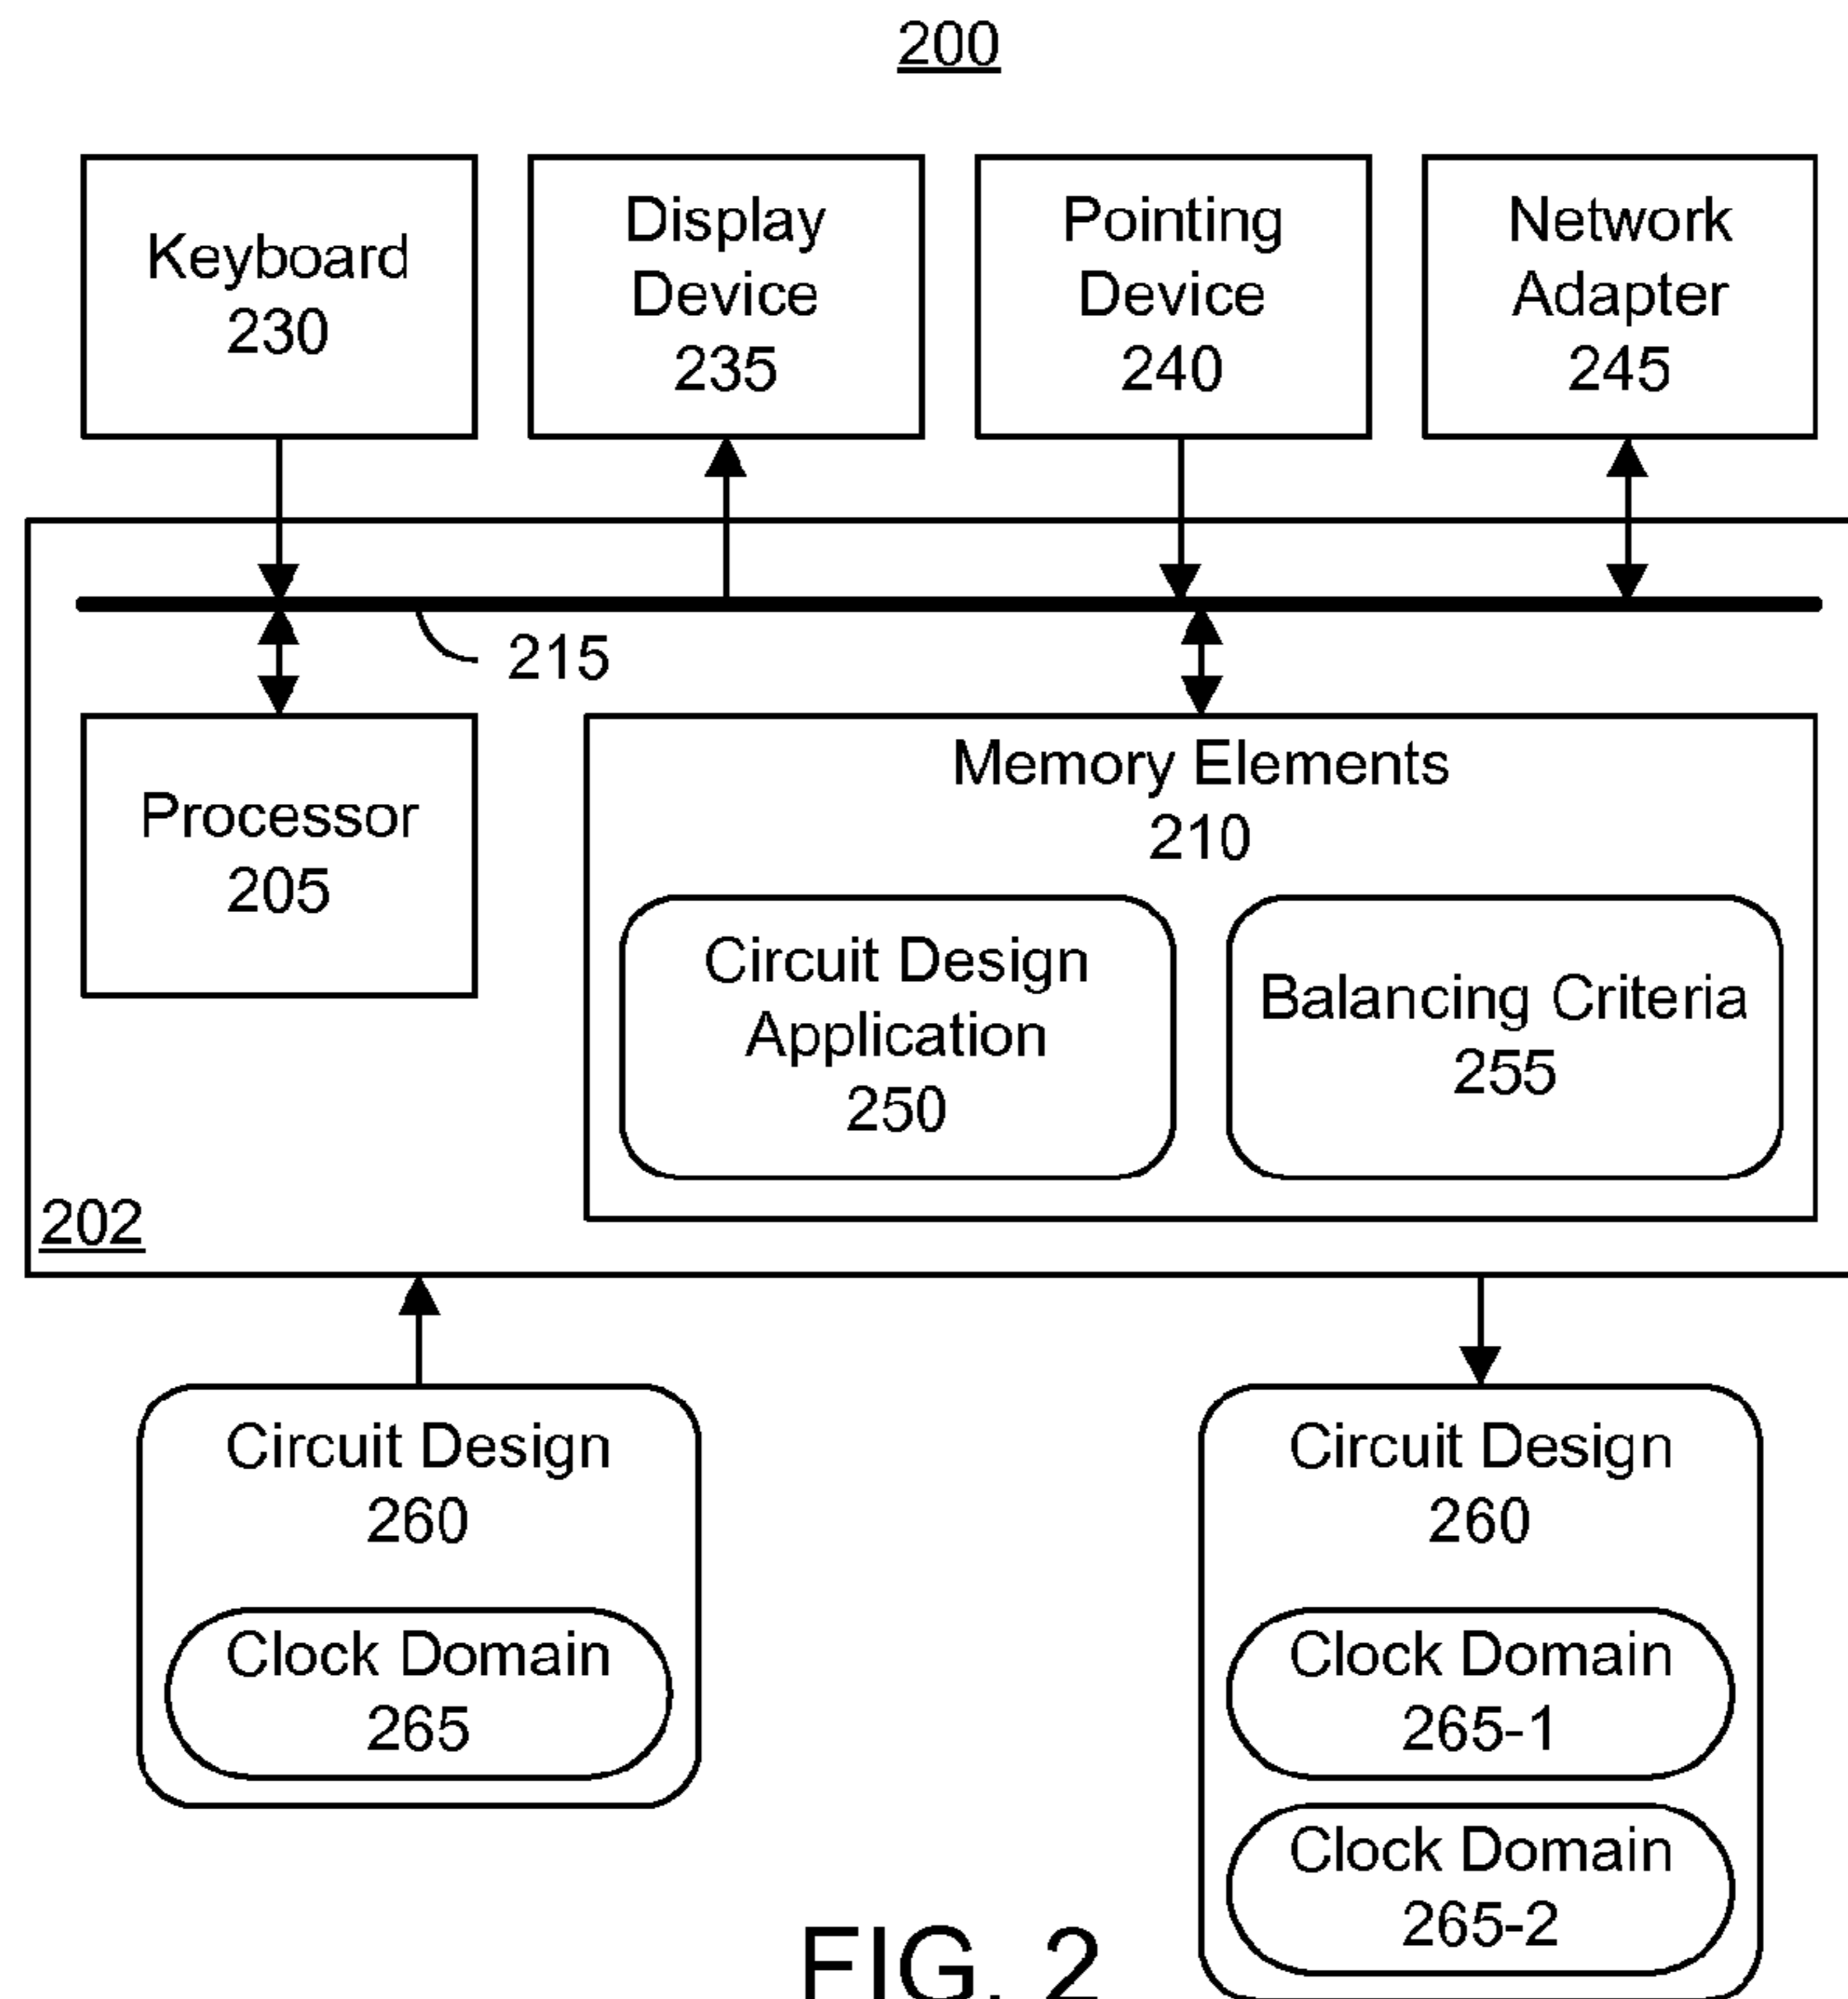 200
Keyboard
230
Display
Device
235
Pointing
Device
240
Network
Adapter
245
215
Processor
205
Memory Elements
210
Circuit Design
Application
250
Balancing Criteria
255
202
Circuit Design
260
Clock Domain
265
Circuit Design
260
Clock Domain
265-1
Clock Domain
265-2
FIG. 2